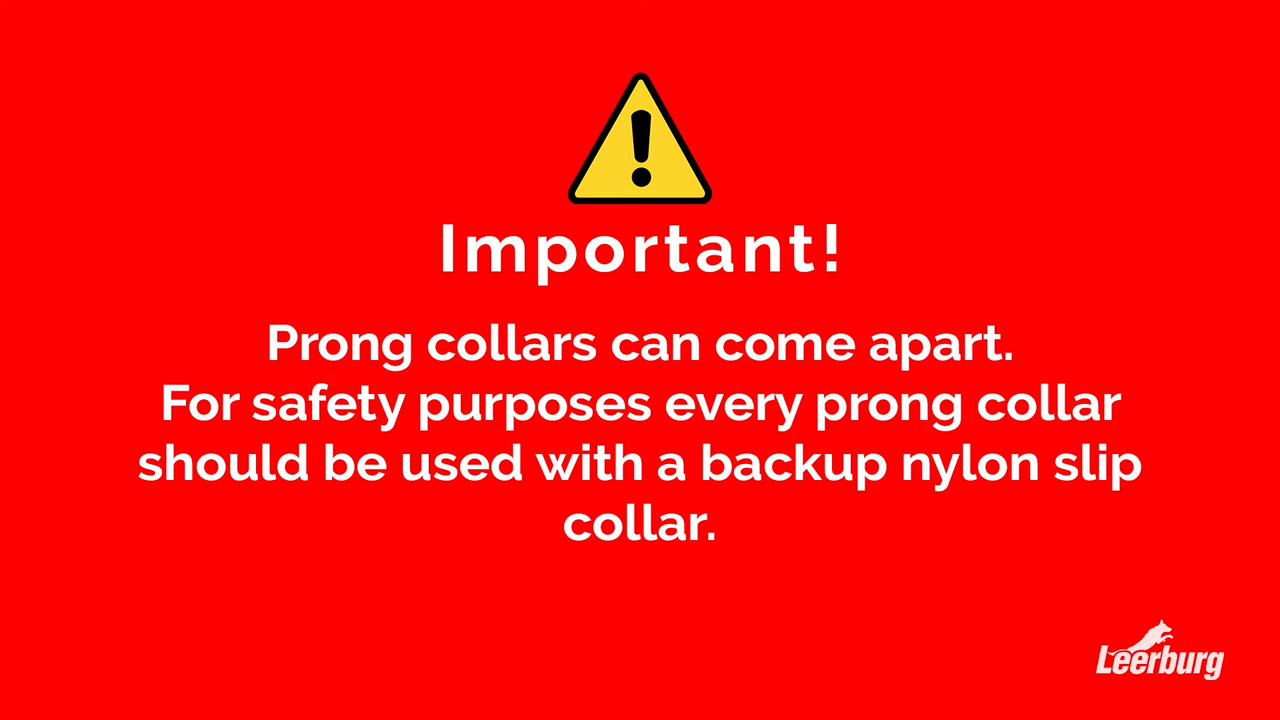 Important!
Prong collars can come apart.
For safety purposes every prong collar
should be used with a backup nylon slip
collar.
Leerburg